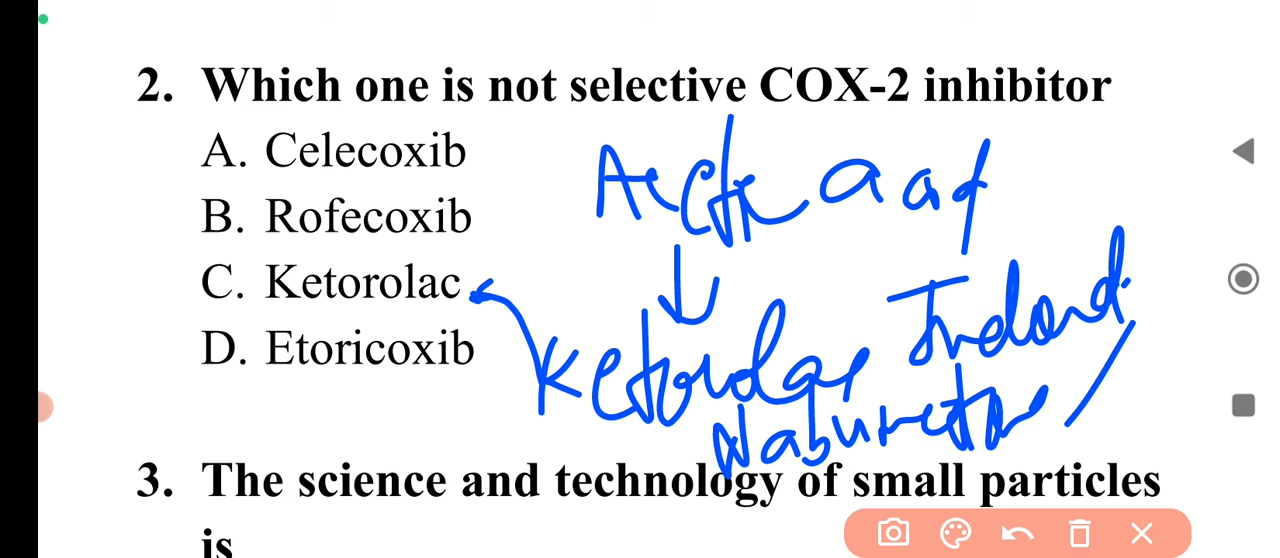 2. Which one is not selective COX-2 inhibitor
A. Celecoxib
B. Rofecoxib
C. Ketorolac
D. Etoricoxib
Ketorolac
3. The science and technology of small particles
is